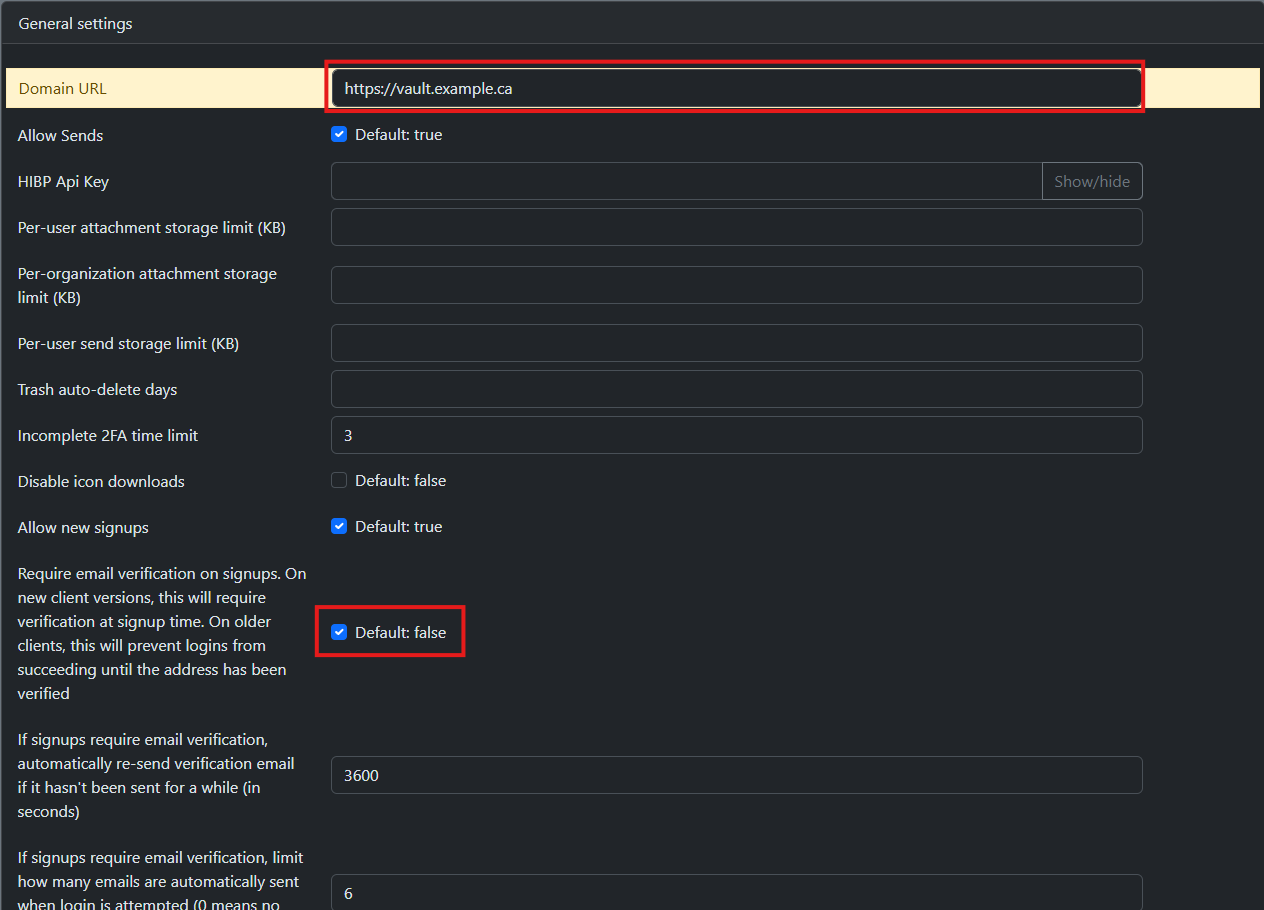 General settings
Domain URL
https://vault.example.ca
Allow Sends
Default: true
HIBP Api Key
Show/hide
Per-user attachment storage limit (KB)
Per-organization attachment storage
limit (KB)
Per-user send storage limit (KB)
Trash auto-delete days
Incomplete 2FA time limit
3
Disable icon downloads
Default: false
Allow new signups
Default: true
Require email verification on signups. On
new client versions, this will require
verification at signup time. On older
clients, this will prevent logins from
succeeding until the address has been
verified
Default: false
If signups require email verification,
automatically re-send verification email
if it hasn't been sent for a while (in
seconds)
3600
If signups require email verification, limit
how many emails are automatically sent
when login is attempted (0 means no
6